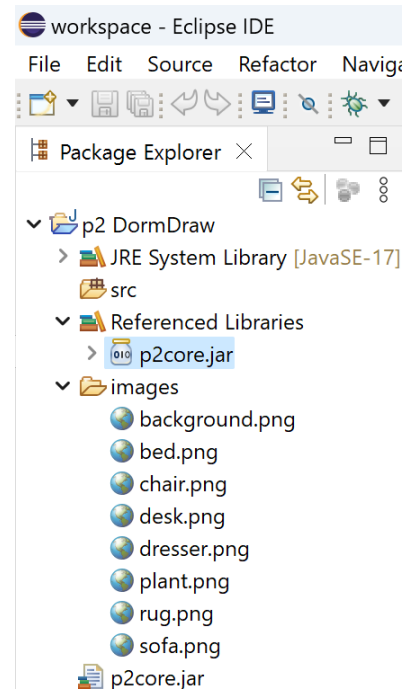 workspace - Eclipse IDE
File Edit Source Refactor Naviga
Package Explorer
p2 DormDraw
JRE System Library [JavaSE-17]
src
Referenced Libraries
010 p2core.jar
images
background.png
bed.png
chair.png
desk.png
dresser.png
plant.png
rug.png
sofa.png
p2core.jar